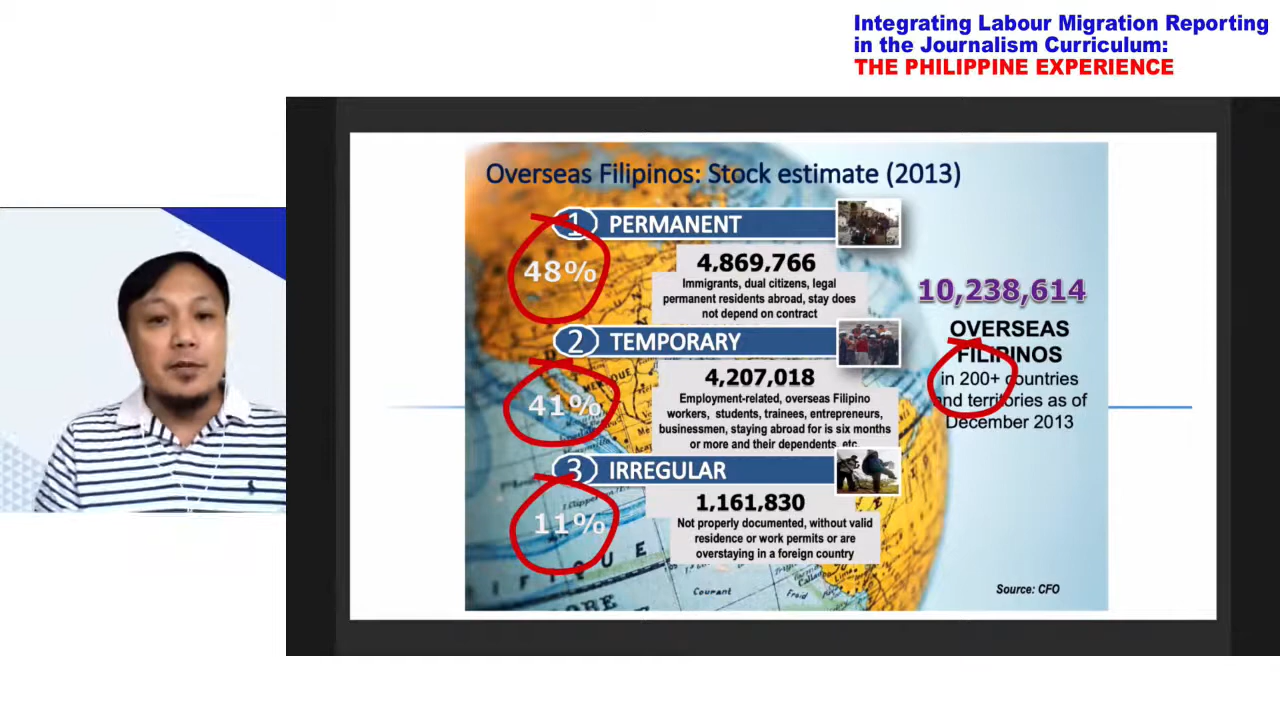 Integrating Labour Migration Reporting
in the Journalism Curriculum:
THE PHILIPPINE EXPERIENCE
Overseas Filipinos: Stock estimate (2013)
1 PERMANENT
48%
4,869,766
Immigrants, dual citizens, legal
permanent residents abroad, stay does
not depend on contract
2 TEMPORARY
41%
4,207,018
Employment-related, overseas Filipino
workers, students, trainees, entrepreneurs,
businessmen, staying abroad for is six months
or more and their dependents, etc.
3 IRREGULAR
11%
1,161,830
Not properly documented, without valid
residence or work permits or are
overstaying in a foreign country
10,238,614
OVERSEAS
FILIPINOS
in 200+ countries
and territories as of
December 2013
Source: CFO
Courant